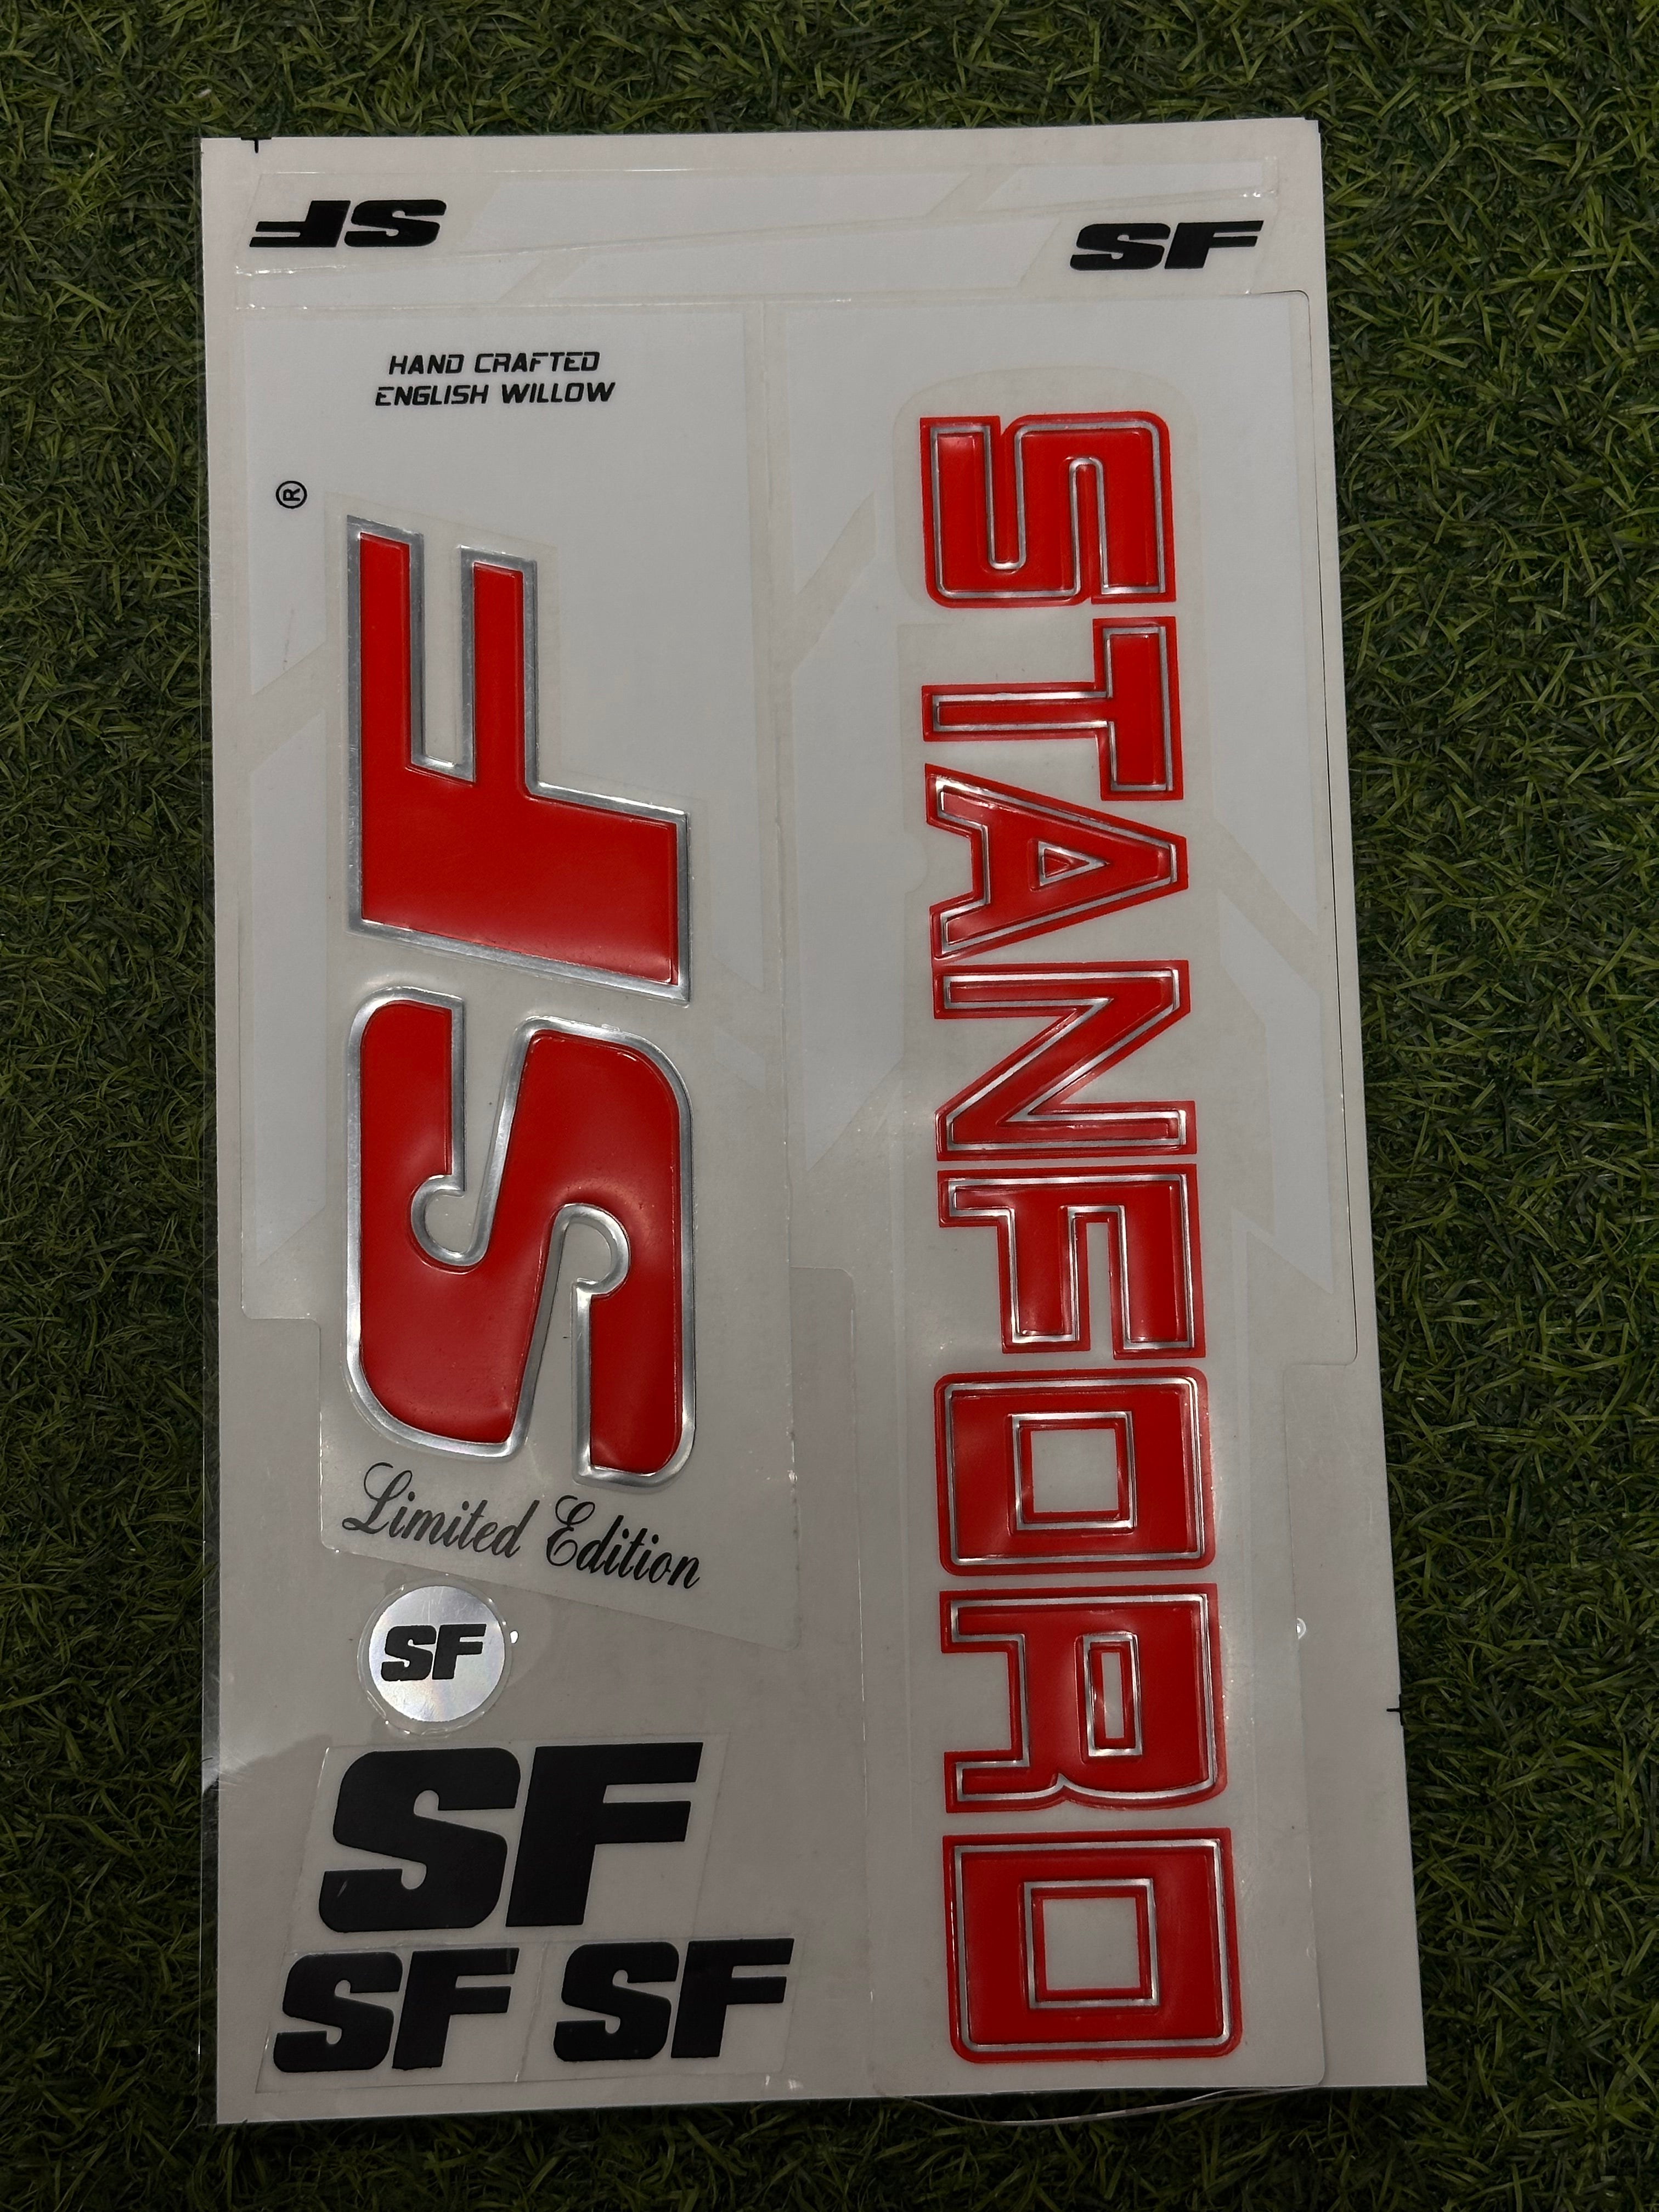 SF
SF
HAND CRAFTED
ENGLISH WILLOW
®
SF
Limited Edition
STANFORD
SF
SF
SF SF